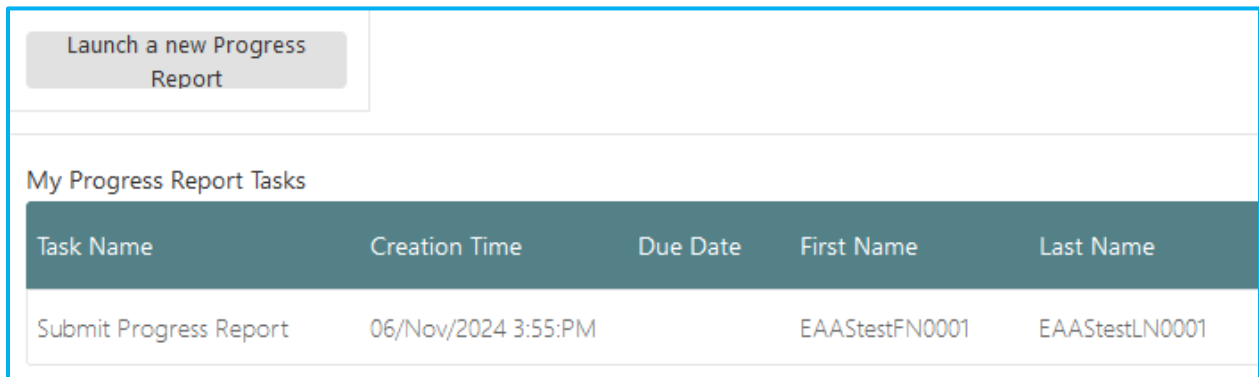 Launch a new Progress
Report
My Progress Report Tasks
Task Name Creation Time Due Date First Name Last Name
Submit Progress Report 06/Nov/2024 3:55:PM EAAStestFN0001 EAAStestLN0001